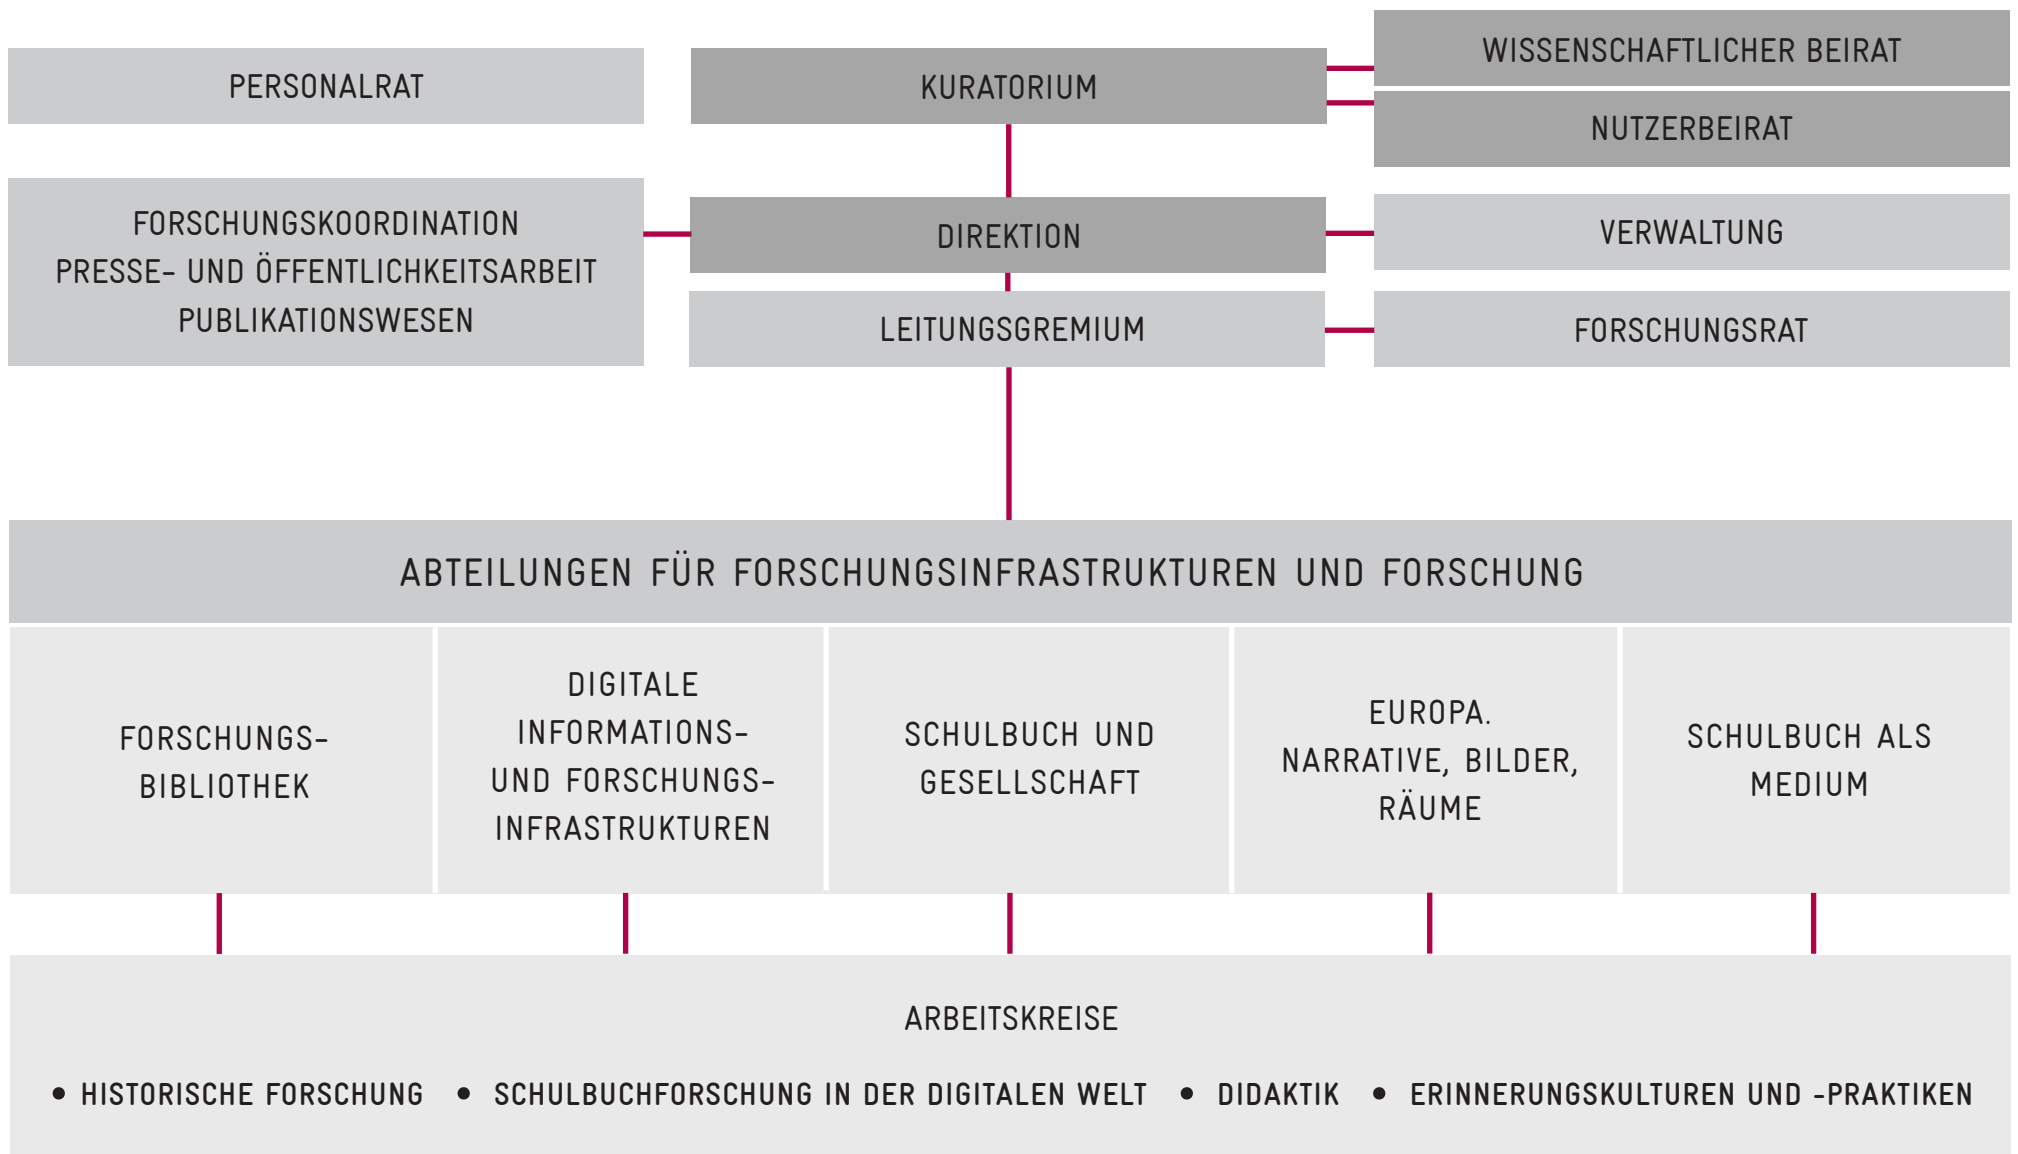 PERSONALRAT
KURATORIUM
WISSENSCHAFTLICHER BEIRAT
NUTZERBEIRAT
FORSCHUNGSKOORDINATION
PRESSE- UND ÖFFENTLICHKEITSARBEIT
PUBLIKATIONSWESEN
DIREKTION
VERWALTUNG
LEITUNGSGREMIUM
FORSCHUNGSRAT
ABTEILUNGEN FÜR FORSCHUNGSINFRASTRUKTUREN UND FORSCHUNG
FORSCHUNGS-
BIBLIOTHEK
DIGITALE
INFORMATIONS-
UND FORSCHUNGS-
INFRASTRUKTUREN
SCHULBUCH UND
GESELLSCHAFT
EUROPA.
NARRATIVE, BILDER,
RÄUME
SCHULBUCH ALS
MEDIUM
ARBEITSKREISE
• HISTORISCHE FORSCHUNG • SCHULBUCHFORSCHUNG IN DER DIGITALEN WELT • DIDAKTIK • ERINNERUNGSKULTUREN UND -PRAKTIKEN